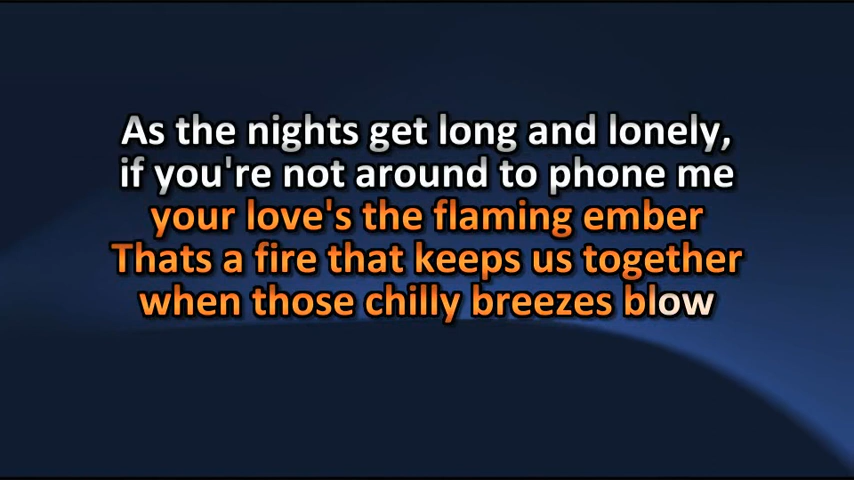 As the nights get long and lonely,
if you're not around to phone me
your love's the flaming ember
Thats a fire that keeps us together
when those chilly breezes blow